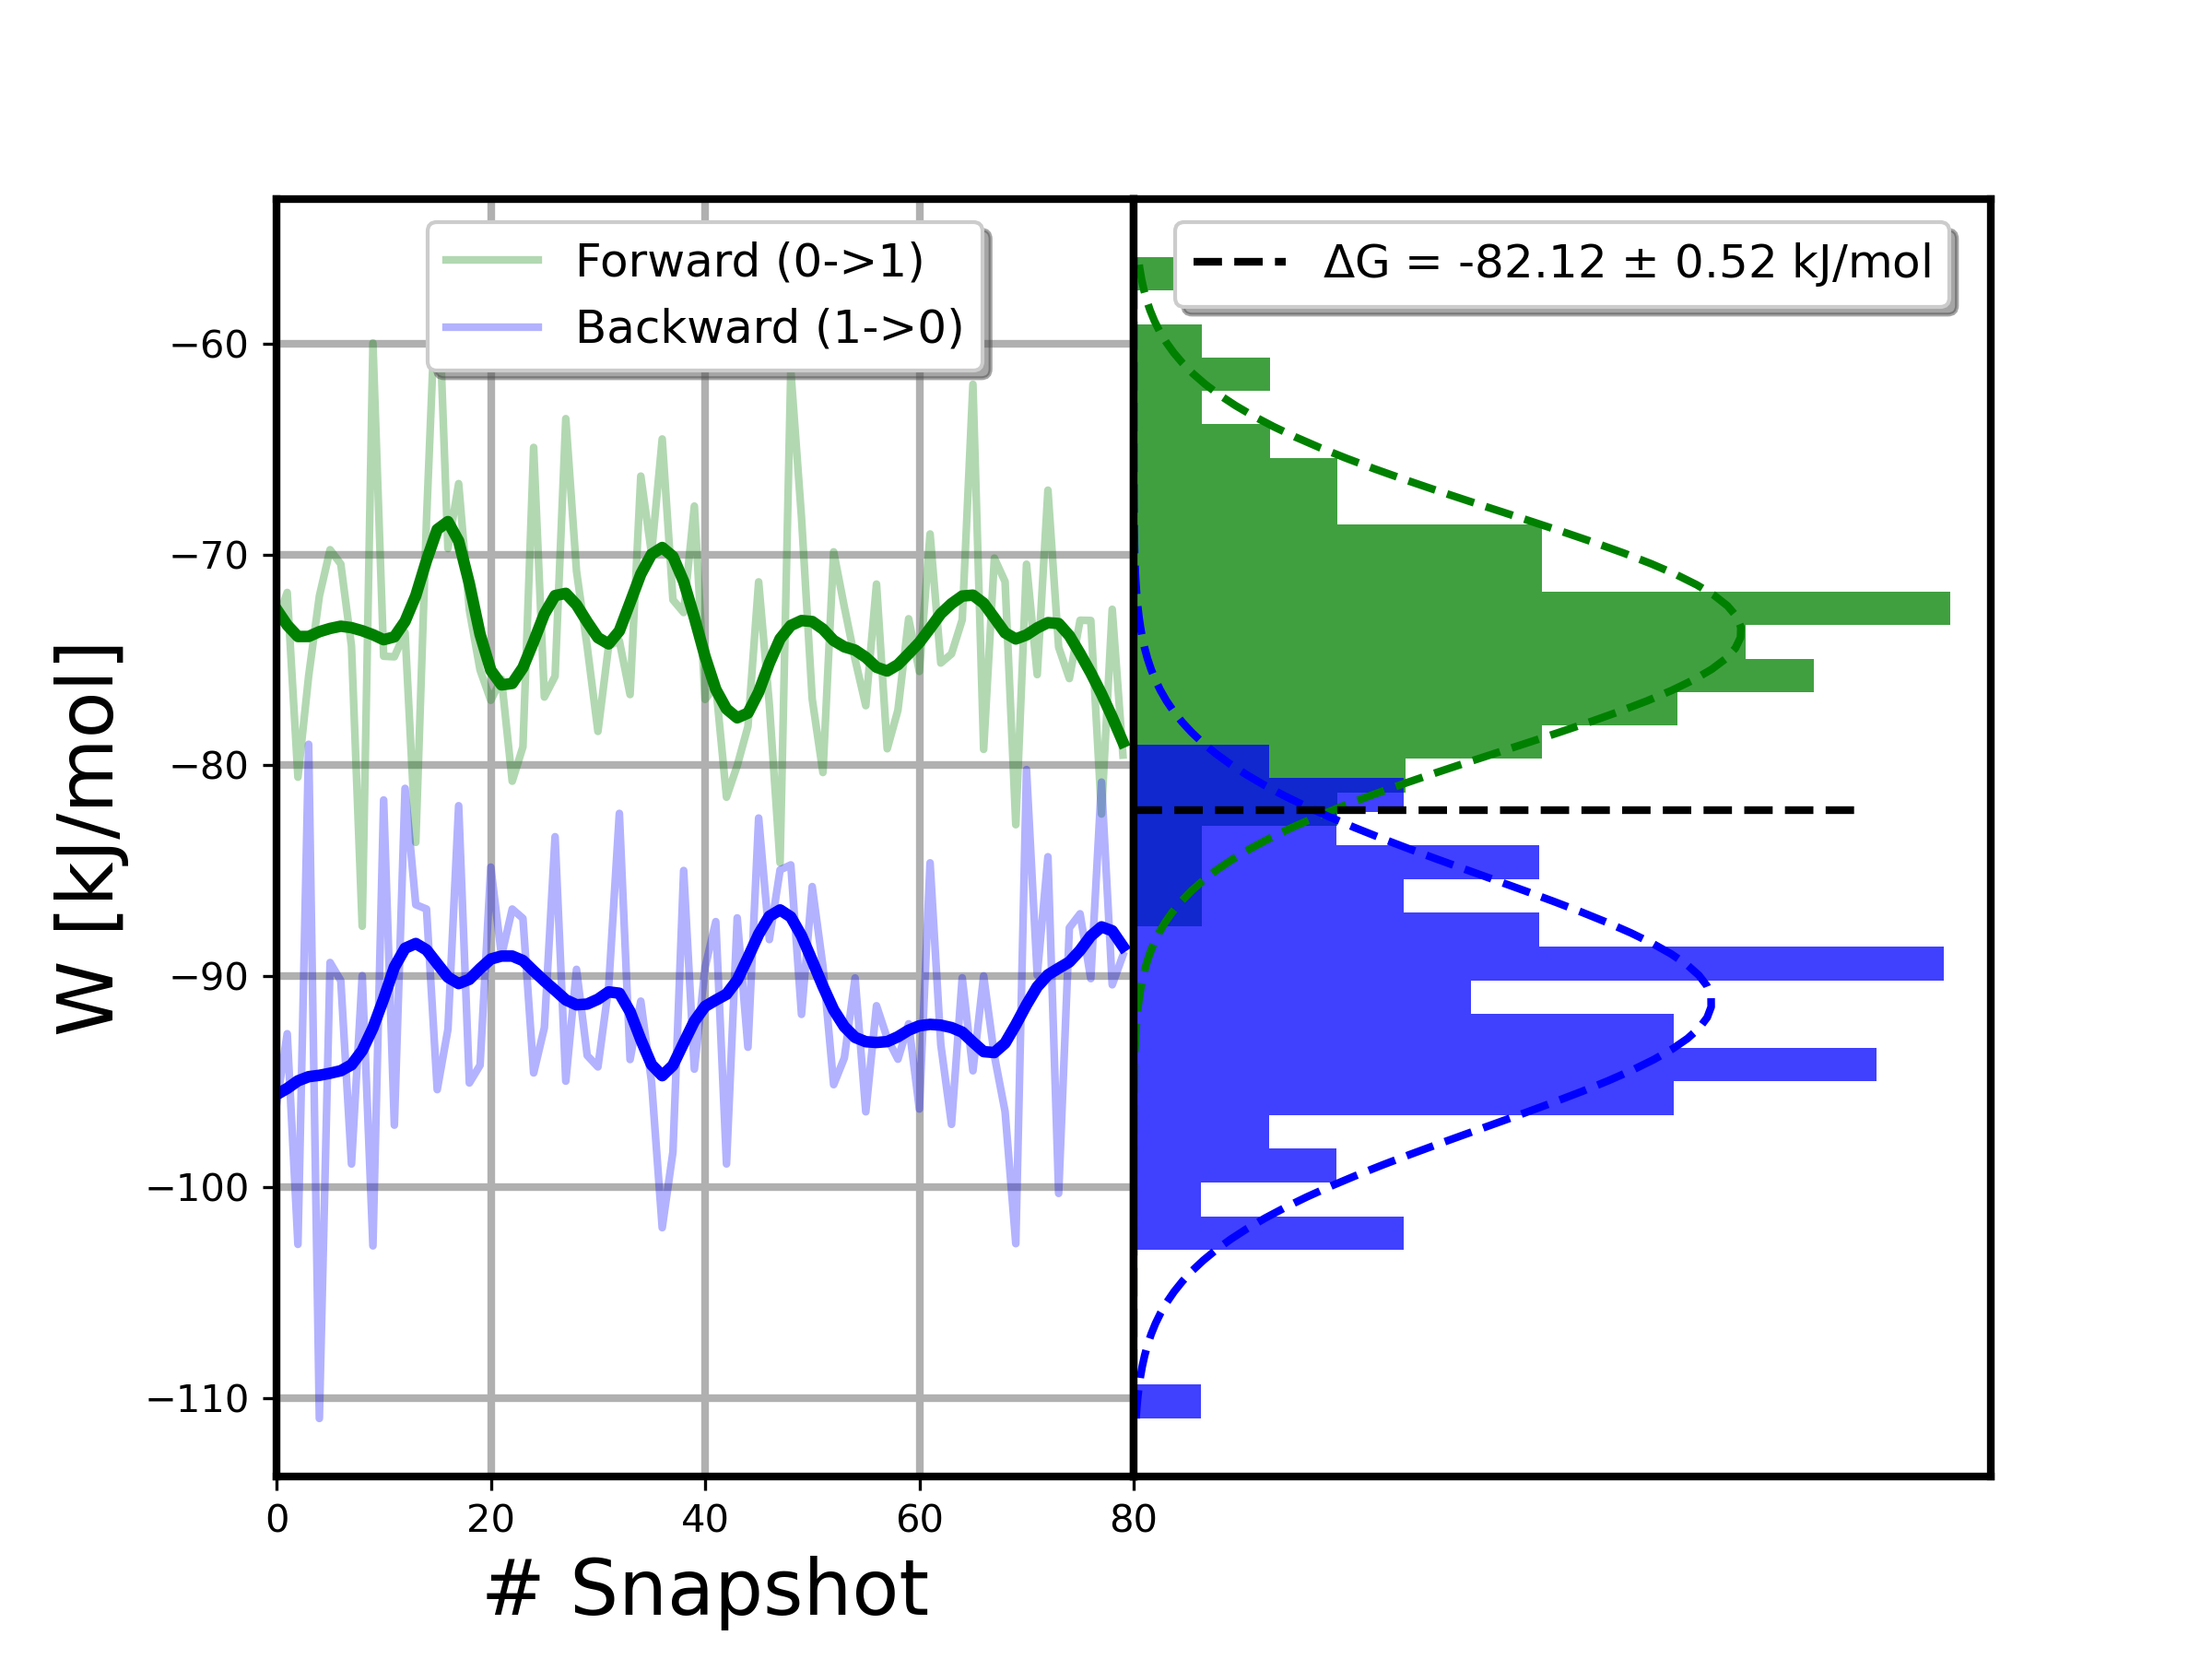 Forward (0->1)
Backward (1->0)
ΔG = -82.12 ± 0.52 kJ/mol
W [kJ/mol]
−60
−70
−80
−90
−100
−110
0 20 40 60 80
# Snapshot